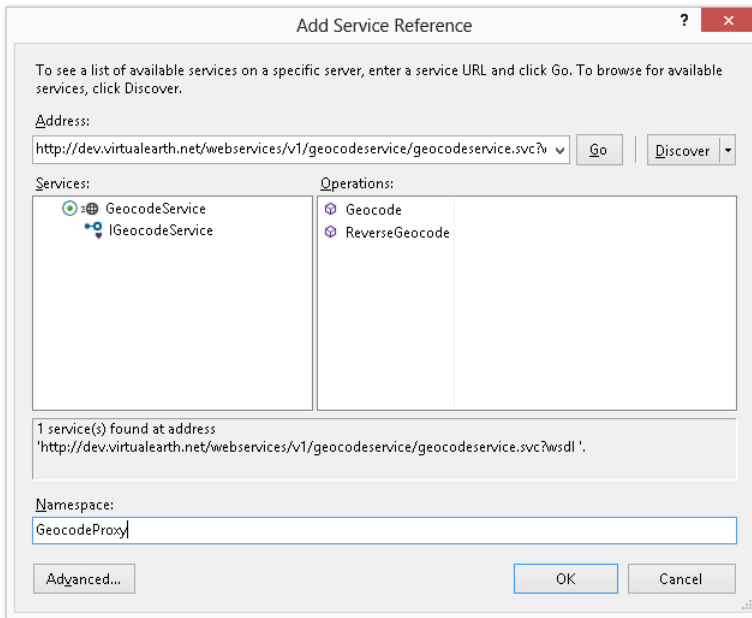 Add Service Reference
?
x
To see a list of available services on a specific server, enter a service URL and click Go. To browse for available
services, click Discover.
Address:
http://dev.virtualearth.net/webservices/v1/geocodeservice/geocodeservice.svc?w
Go
Discover
Services:
Operations:
GeocodeService
IGeocodeService
Geocode
ReverseGeocode
1 service(s) found at address
'http://dev.virtualearth.net/webservices/v1/geocodeservice/geocodeservice.svc?wsdl '.
Namespace:
GeocodeProxy
Advanced...
OK
Cancel